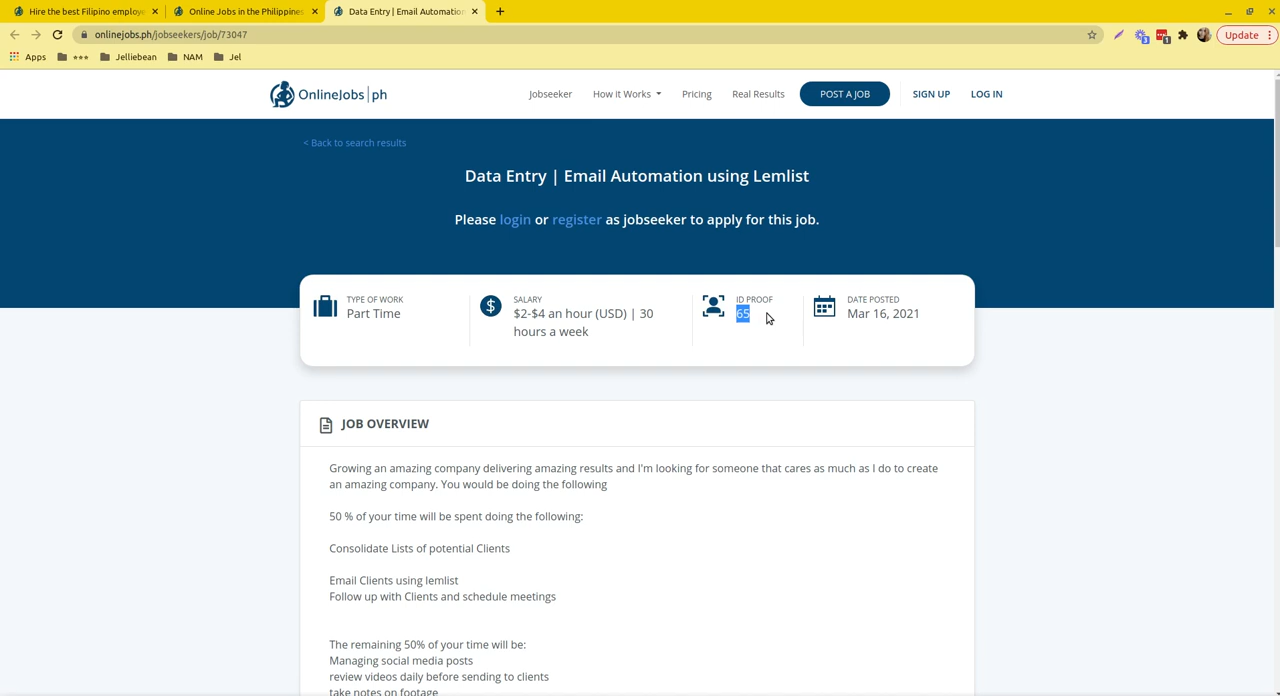 Hire the best Filipino employe
Online Jobs in the Philippines
Data Entry | Email Automation
onlinejobs.ph/jobseekers/job/73047
3
1
Update
Apps
***
Jelliebean
NAM
Jel
OnlineJobs|ph
Jobseeker
How it Works
Pricing
Real Results
POST A JOB
SIGN UP
LOG IN
< Back to search results
Data Entry | Email Automation using Lemlist
Please login or register as jobseeker to apply for this job.
TYPE OF WORK
Part Time
SALARY
$2-$4 an hour (USD) | 30
hours a week
ID PROOF
65
DATE POSTED
Mar 16, 2021
JOB OVERVIEW
Growing an amazing company delivering amazing results and I'm looking for someone that cares as much as I do to create
an amazing company. You would be doing the following
50 % of your time will be spent doing the following:
Consolidate Lists of potential Clients
Email Clients using lemlist
Follow up with Clients and schedule meetings
The remaining 50% of your time will be:
Managing social media posts
review videos daily before sending to clients
take notes on footage